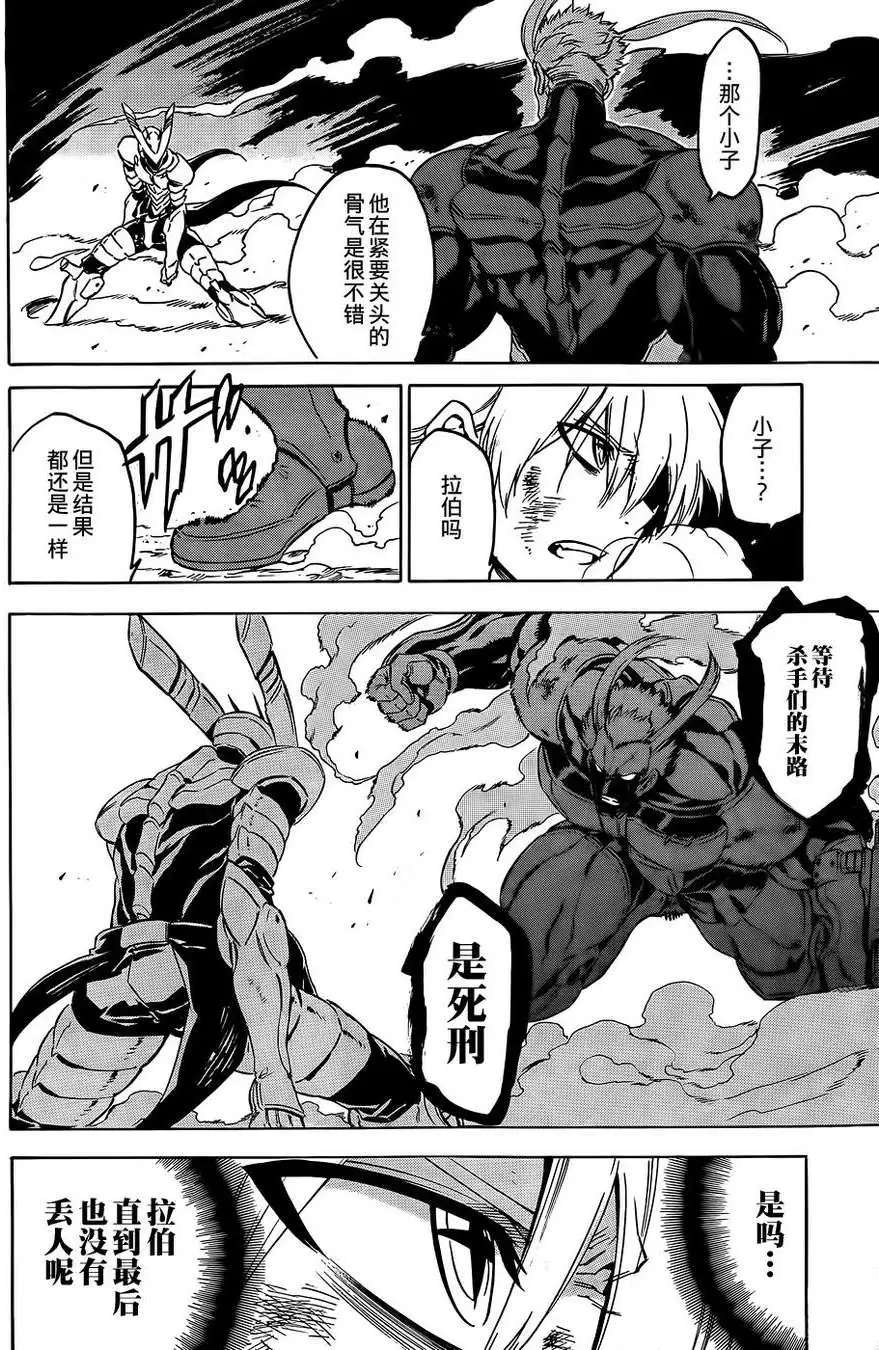 …那个小子
他在紧要关头的
骨气是很不错
小子…?
拉伯吗
但是结果
都还是一样
等待
杀手们的末路
是死刑
是吗…
拉伯
直到最后
也没有
丢人呢